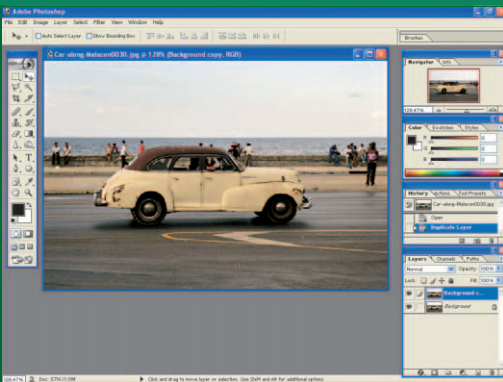 Adobe Photoshop
File Edit Image Layer Select Filter View Window Help
Auto Select Layer Show Bounding Box
Brushes
Car-along-Malacon0030.jpg @ 128% (Background copy, RGB)
Navigator Info
Color Swatches Styles
History Actions Tool Presets
Car-along-Malacon0030.jpg
Open
Duplicate Layer
Layers Channels Paths
Normal Opacity: 100%
Lock: Fill: 100%
Background c...
Background
Click and drag to move layer or selection. Use Shift and Alt for additional options.